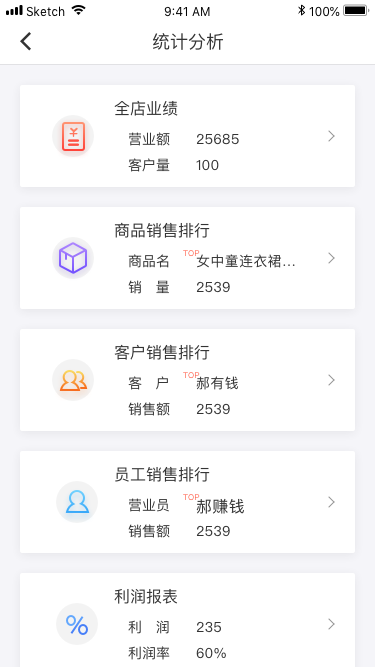 Sketch 9:41 AM 100%
统计分析
全店业绩
营业额 25685
客户量 100
商品销售排行
商品名 TOP 女中童连衣裙...
销 量 2539
客户销售排行
客 户 TOP 郝有钱
销售额 2539
员工销售排行
营业员 TOP 郝赚钱
销售额 2539
利润报表
利 润 235
利润率 60%